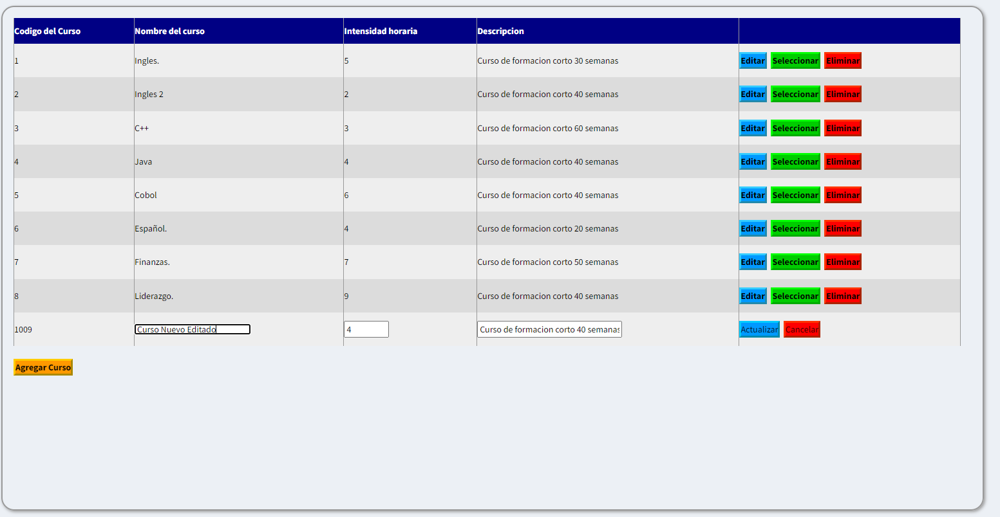 Codigo del Curso Nombre del curso Intensidad horaria Descripcion
1 Ingles. 5 Curso de formacion corto 30 semanas Editar Seleccionar Eliminar
2 Ingles 2 2 Curso de formacion corto 40 semanas Editar Seleccionar Eliminar
3 C++ 3 Curso de formacion corto 60 semanas Editar Seleccionar Eliminar
4 Java 4 Curso de formacion corto 40 semanas Editar Seleccionar Eliminar
5 Cobol 6 Curso de formacion corto 40 semanas Editar Seleccionar Eliminar
6 Español. 4 Curso de formacion corto 20 semanas Editar Seleccionar Eliminar
7 Finanzas. 7 Curso de formacion corto 50 semanas Editar Seleccionar Eliminar
8 Liderazgo. 9 Curso de formacion corto 40 semanas Editar Seleccionar Eliminar
1009 Curso Nuevo Editado 4 Curso de formacion corto 40 semanas Actualizar Cancelar
Agregar Curso